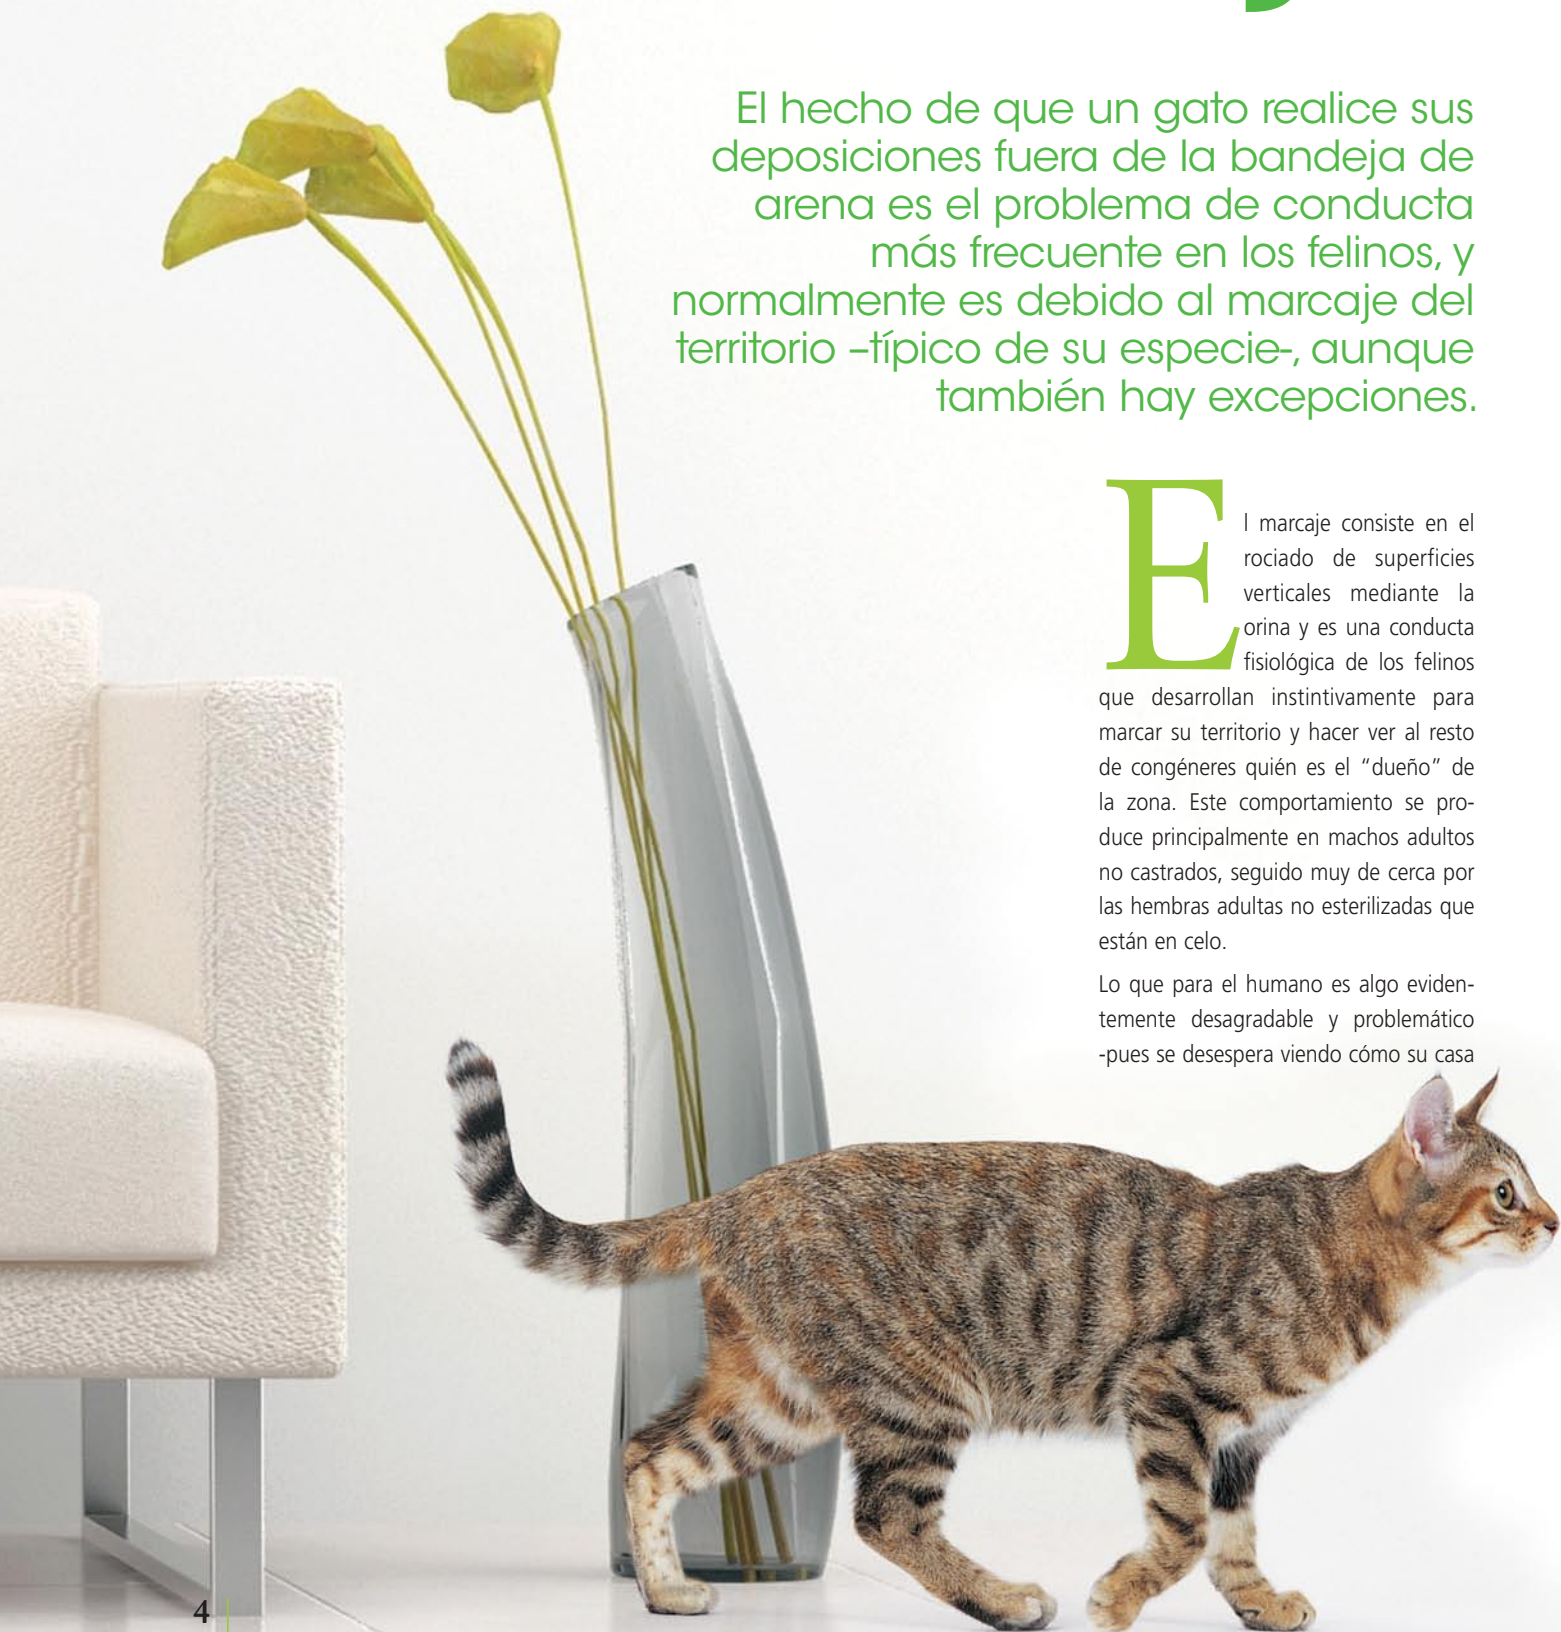 El hecho de que un gato realice sus
deposiciones fuera de la bandeja de
arena es el problema de conducta
más frecuente en los felinos, y
normalmente es debido al marcaje del
territorio –típico de su especie-, aunque
también hay excepciones.
El marcaje consiste en el
rociado de superficies
verticales mediante la
orina y es una conducta
fisiológica de los felinos
que desarrollan instintivamente para
marcar su territorio y hacer ver al resto
de congéneres quién es el “dueño” de
la zona. Este comportamiento se pro-
duce principalmente en machos adultos
no castrados, seguido muy de cerca por
las hembras adultas no esterilizadas que
están en celo.
Lo que para el humano es algo eviden-
temente desagradable y problemático
-pues se desespera viendo cómo su casa
4